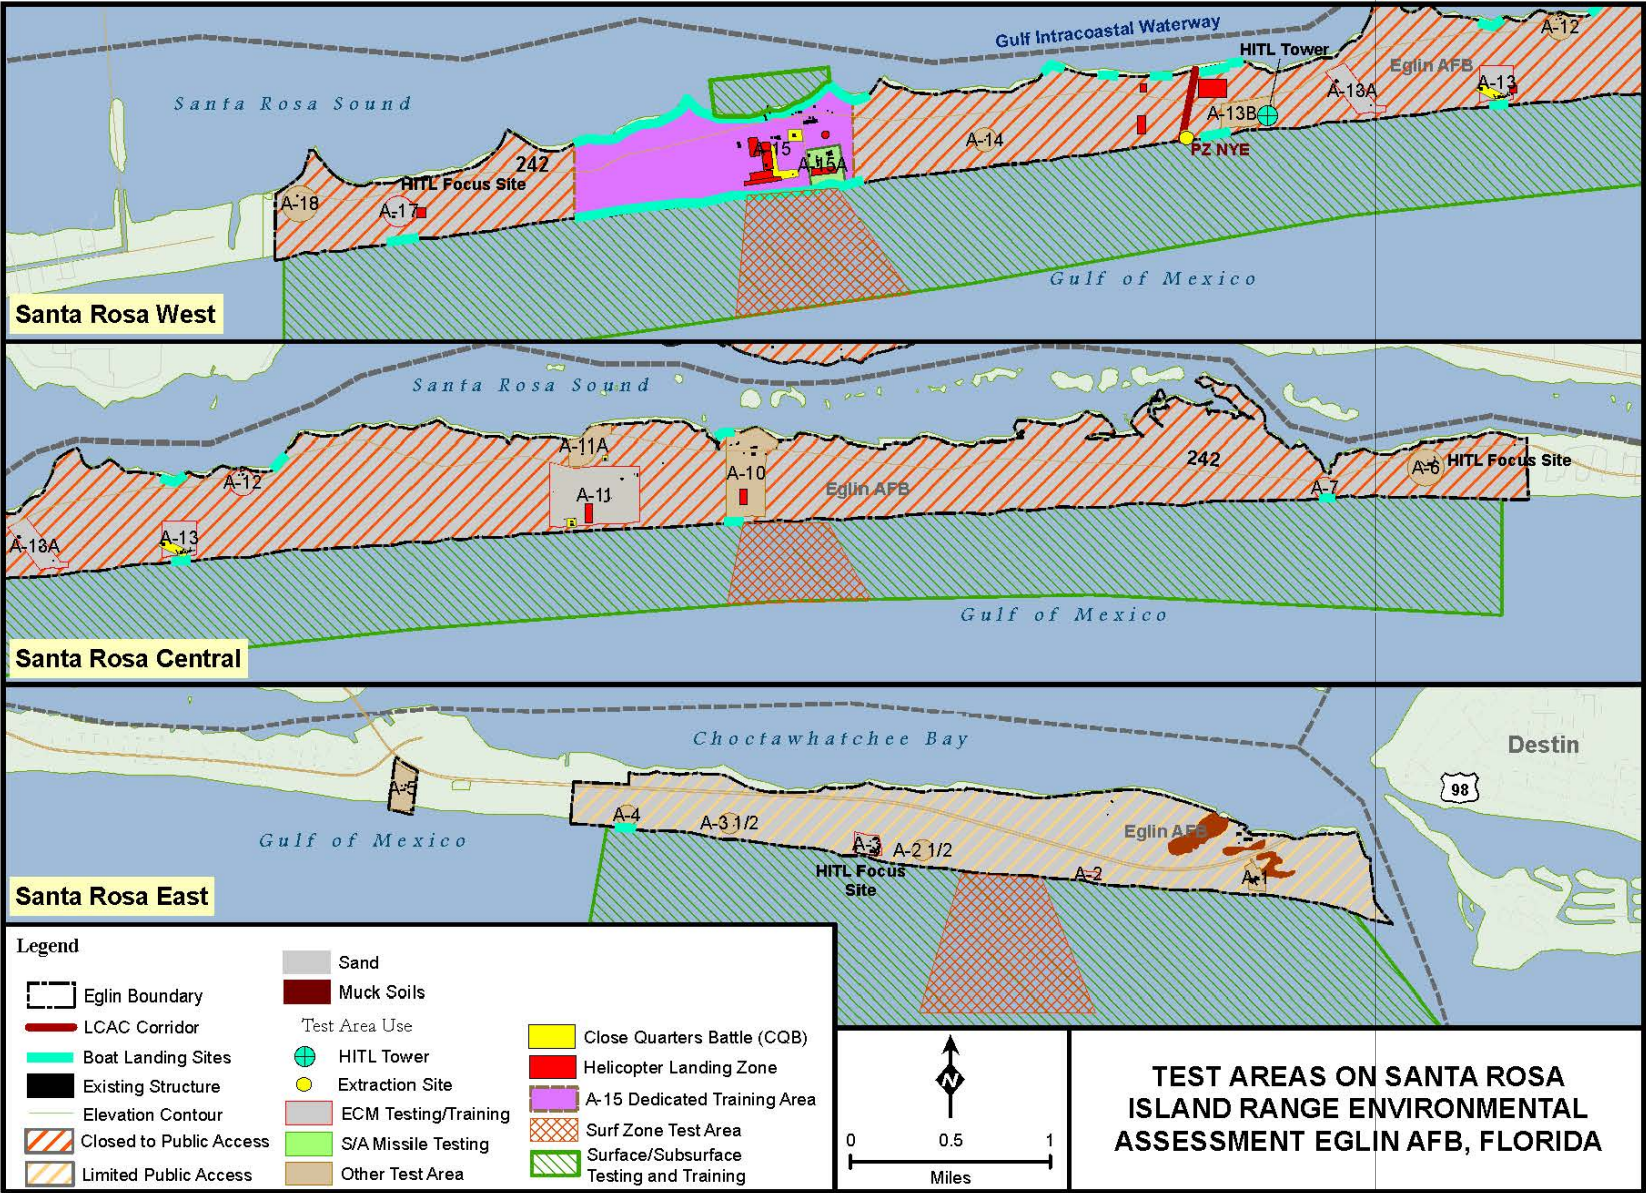 Gulf Intracoastal Waterway
HITL Tower
A-12
Eglin AFB
Santa Rosa Sound
A-13A
A-13
A-13B
242
A-15
A-14
PZ NYE
A-15A
HITL Focus Site
A-18
A-17
Gulf of Mexico
Santa Rosa West
Santa Rosa Sound
A-11A
242
A-6
HITL Focus Site
A-12
A-10
A-11
Eglin AFB
A-7
A-13
A-13A
Gulf of Mexico
Santa Rosa Central
Choctawhatchee Bay
Destin
98
A-5
A-4
A-3 1/2
Eglin AFB
Gulf of Mexico
A-3
A-2 1/2
HITL Focus
Site
A-2
A-1
Santa Rosa East
Legend
Eglin Boundary
LCAC Corridor
Boat Landing Sites
Existing Structure
Elevation Contour
Closed to Public Access
Limited Public Access
Sand
Muck Soils
Test Area Use
HITL Tower
Extraction Site
ECM Testing/Training
S/A Missile Testing
Other Test Area
Close Quarters Battle (CQB)
Helicopter Landing Zone
A-15 Dedicated Training Area
Surf Zone Test Area
Surface/Subsurface
Testing and Training
N
0 0.5 1
Miles
TEST AREAS ON SANTA ROSA
ISLAND RANGE ENVIRONMENTAL
ASSESSMENT EGLIN AFB, FLORIDA